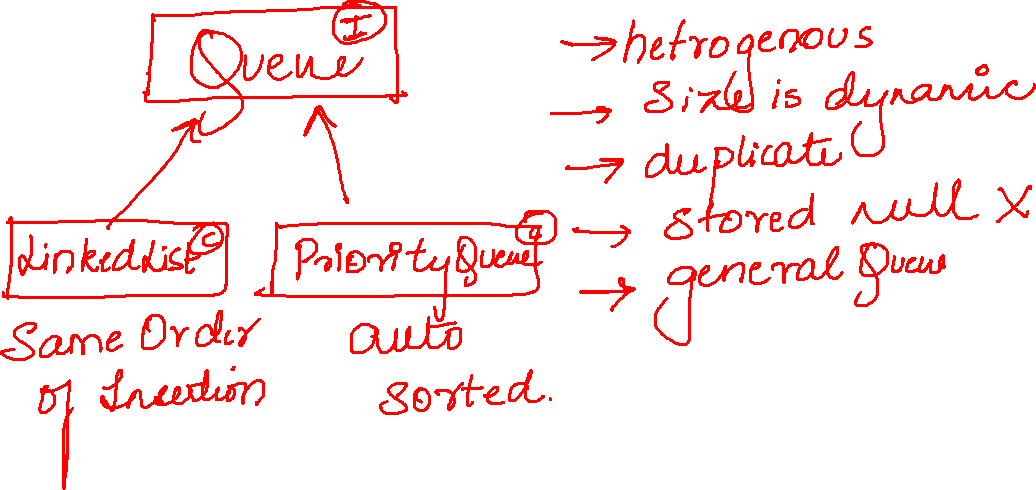 Queue I
LinkedList C
Same Order
of Insertion
PriorityQueue C
auto
sorted.
→ hetrogenous
→ size is dynamic
→ duplicate
→ stored null X
→ general Queue